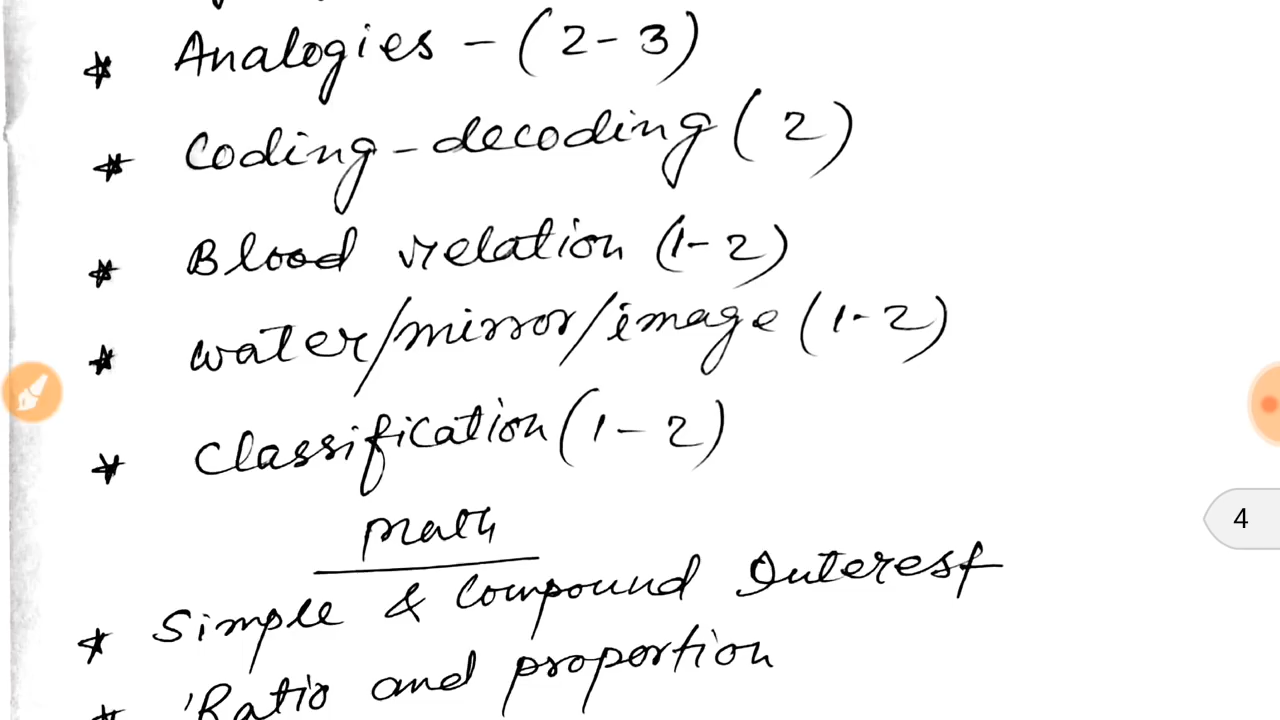 * Analogies - (2-3)
* Coding-decoding (2)
* Blood relation (1-2)
* water/mirror/image (1-2)
* Classification (1-2)
Math
* Simple & Compound Interest
* Ratio and proportion
4